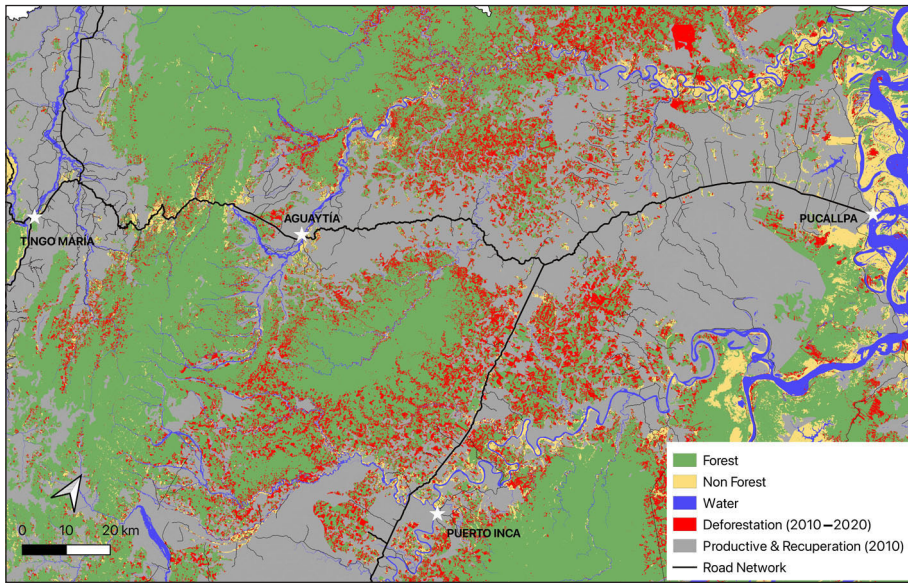 AGUAYTÍA
PUCALLPA
TINGO MARÍA
PUERTO INCA
0 10 20 km
Forest
Non Forest
Water
Deforestation (2010–2020)
Productive & Recuperation (2010)
Road Network